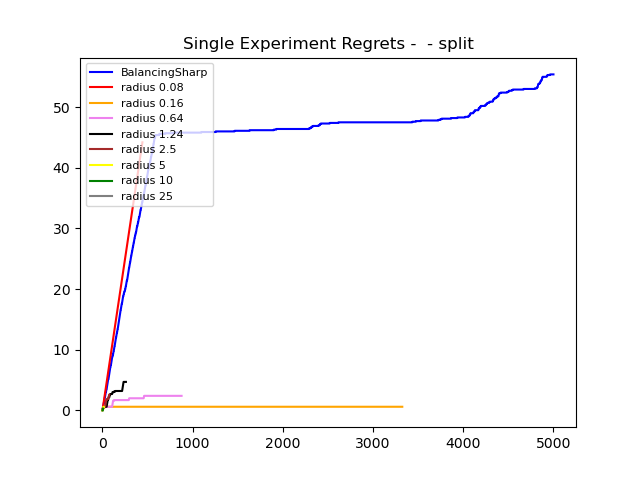 Single Experiment Regrets -  - split
BalancingSharp
radius 0.08
radius 0.16
radius 0.64
radius 1.24
radius 2.5
radius 5
radius 10
radius 25
50
40
30
20
10
0
0 1000 2000 3000 4000 5000